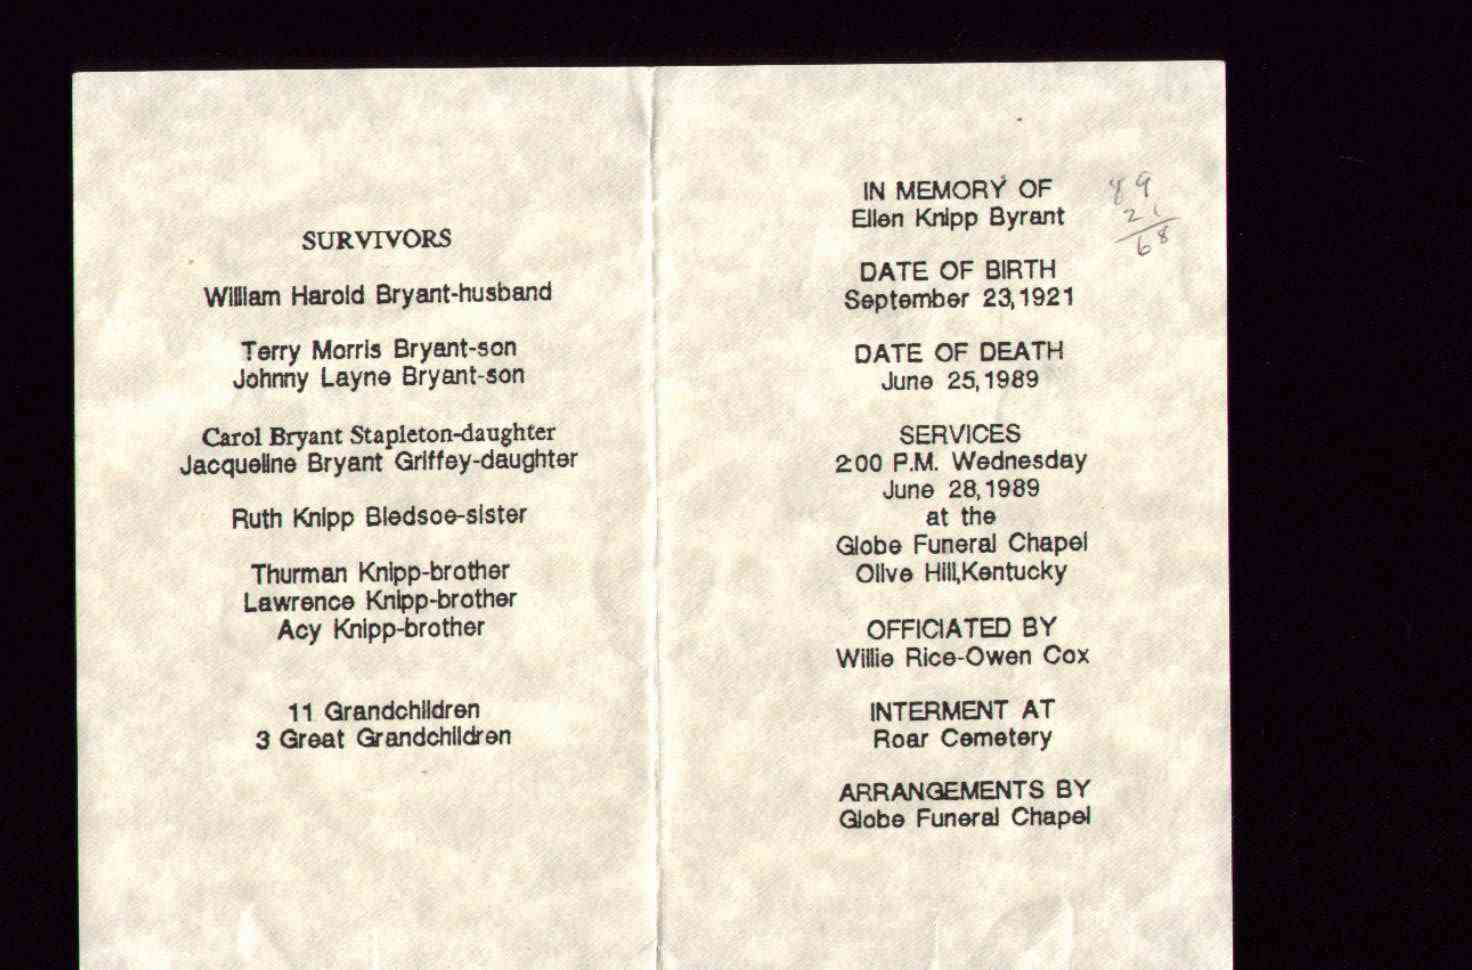 SURVIVORS
William Harold Bryant-husband
Terry Morris Bryant-son
Johnny Layne Bryant-son
Carol Bryant Stapleton-daughter
Jacqueline Bryant Griffey-daughter
Ruth Knipp Bledsoe-sister
Thurman Knipp-brother
Lawrence Knipp-brother
Acy Knipp-brother
11 Grandchildren
3 Great Grandchildren
IN MEMORY OF
Ellen Knipp Byrant
DATE OF BIRTH
September 23,1921
DATE OF DEATH
June 25,1989
SERVICES
2:00 P.M. Wednesday
June 28,1989
at the
Globe Funeral Chapel
Olive Hill,Kentucky
OFFICIATED BY
Willie Rice-Owen Cox
INTERMENT AT
Roar Cemetery
ARRANGEMENTS BY
Globe Funeral Chapel
89
21
68